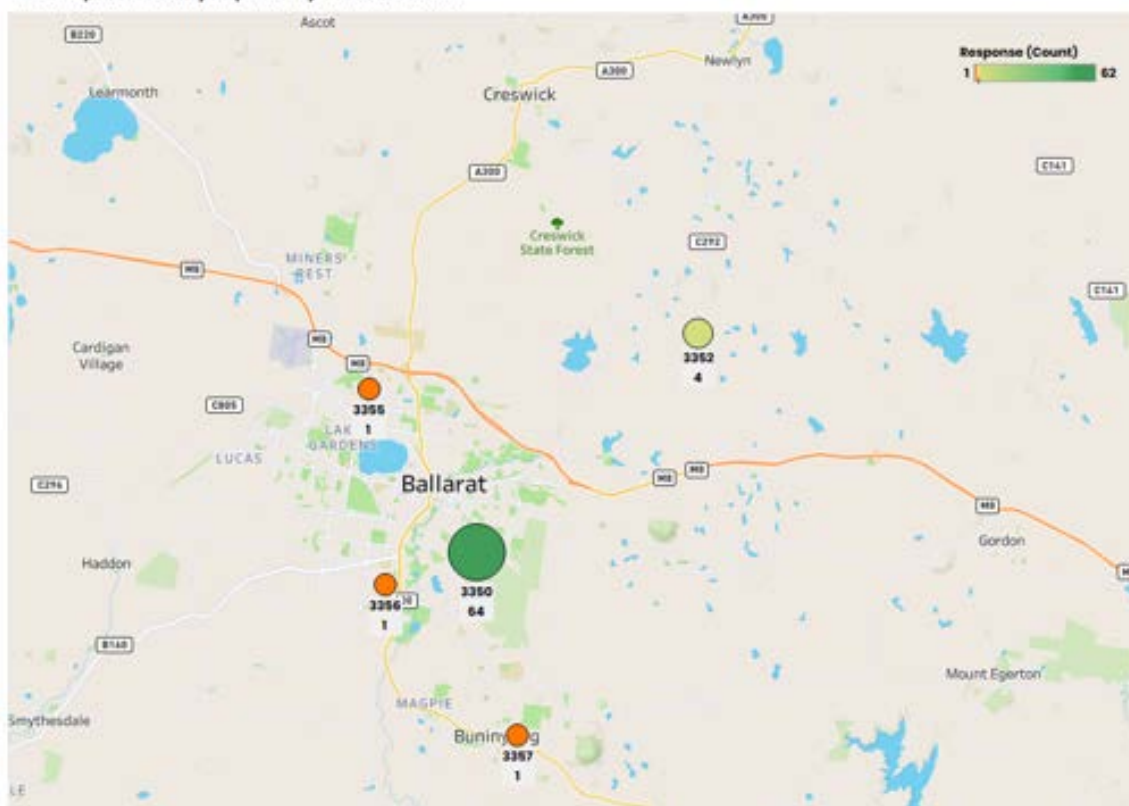 Ascot
A300
B220
Newlyn
Response (Count)
1
62
A300
Learmonth
Creswick
C141
A300
Creswick
State Forest
C292
MINERS
REST
M8
C141
M8
Cardigan
Village
3352
4
M8
3355
1
C805
LAK
GARDENS
LUCAS
M8
M8
C296
Ballarat
M8
Gordon
Haddon
3350
64
3356
1
B140
Mount Egerton
MAGPIE
Smythesdale
3357
1
LE